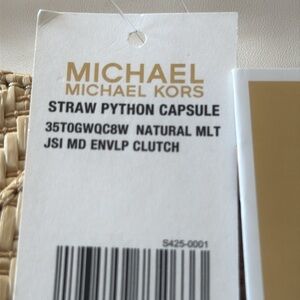 MICHAEL
MICHAEL KORS
STRAW PYTHON CAPSULE
35T0GWQC8W NATURAL MLT
JSI MD ENVLP CLUTCH
S425-0001